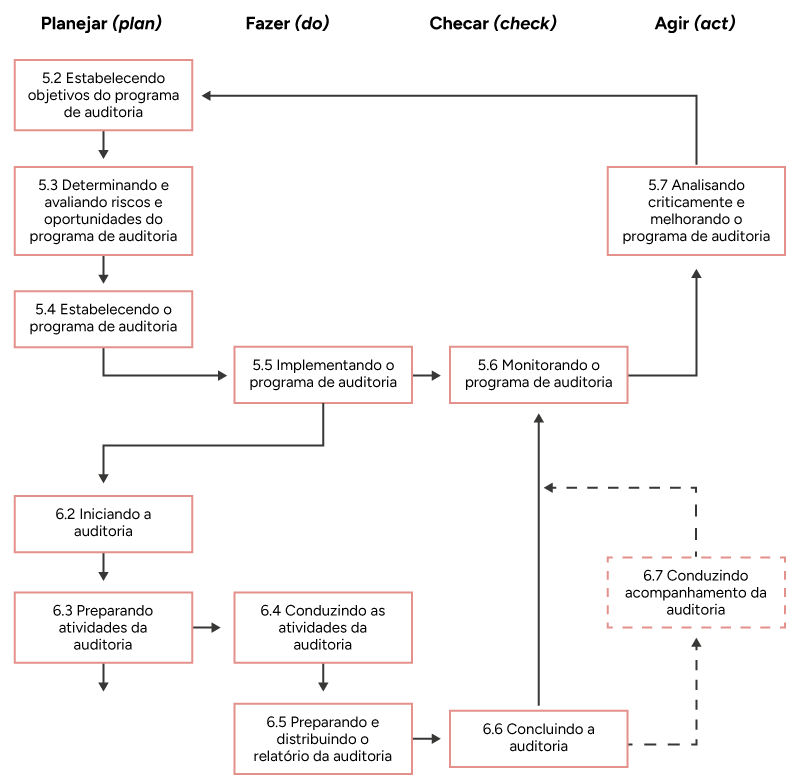 Planejar (plan)
Fazer (do)
Checar (check)
Agir (act)
5.2 Estabelecendo
objetivos do programa
de auditoria
5.3 Determinando e
avaliando riscos e
oportunidades do
programa de auditoria
5.7 Analisando
criticamente e
melhorando o
programa de auditoria
5.4 Estabelecendo o
programa de auditoria
5.5 Implementando o
programa de auditoria
5.6 Monitorando o
programa de auditoria
6.2 Iniciando a
auditoria
6.3 Preparando
atividades da
auditoria
6.4 Conduzindo as
atividades da
auditoria
6.7 Conduzindo
acompanhamento da
auditoria
6.5 Preparando e
distribuindo o
relatório da auditoria
6.6 Concluindo a
auditoria